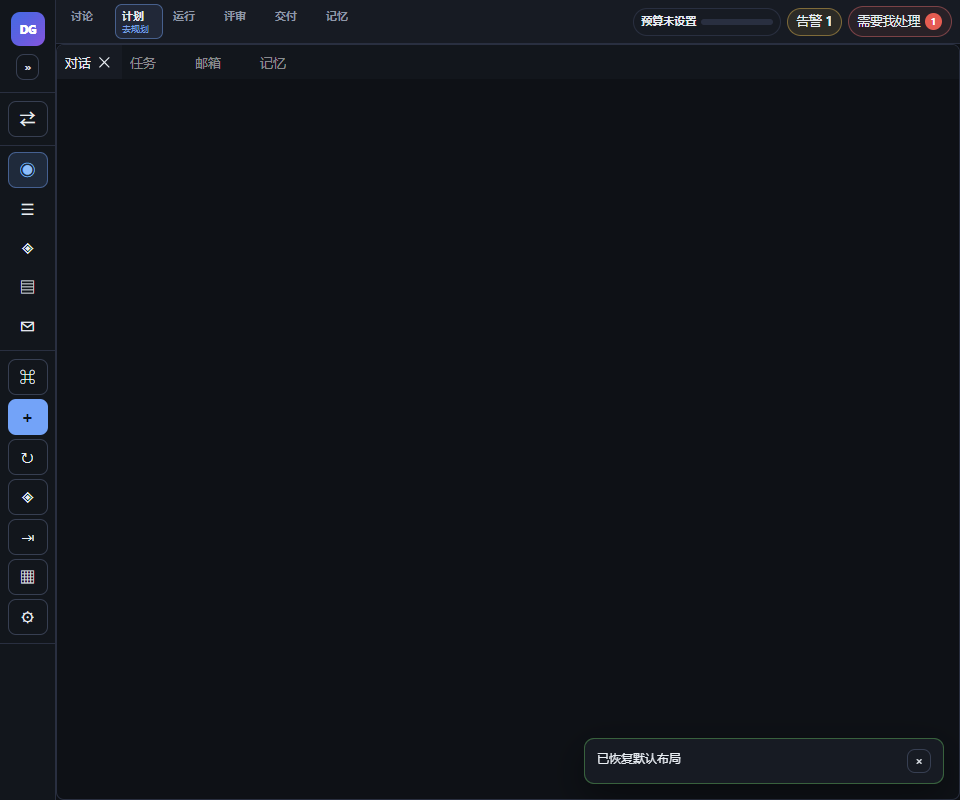 DG
»
讨论
计划
去规划
运行
评审
交付
记忆
预算未设置
告警 1
需要我处理 1
对话
任务
邮箱
记忆
已恢复默认布局